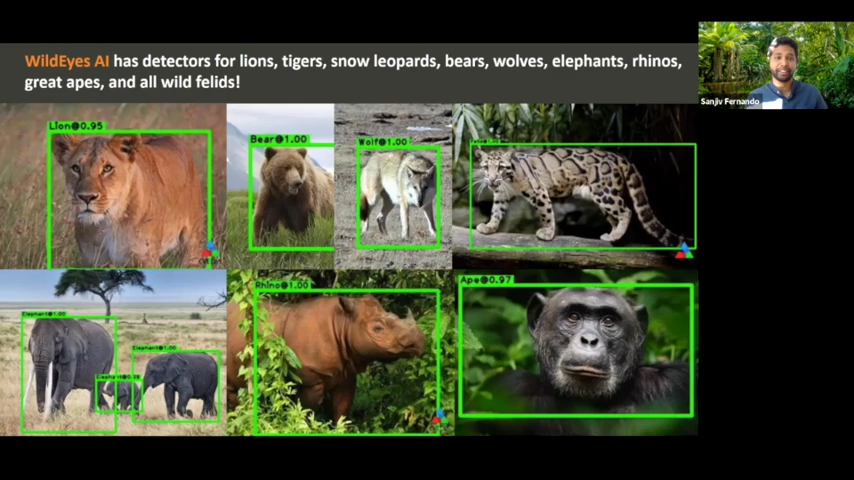 WildEyes AI has detectors for lions, tigers, snow leopards, bears, wolves, elephants, rhinos,
great apes, and all wild felids!
Sanjiv Fernando
Lion@0.95
Bear@1.00
Wolf@1.00
Elephant@1.00
Elephant@1.00
Rhino@1.00
Ape@0.97